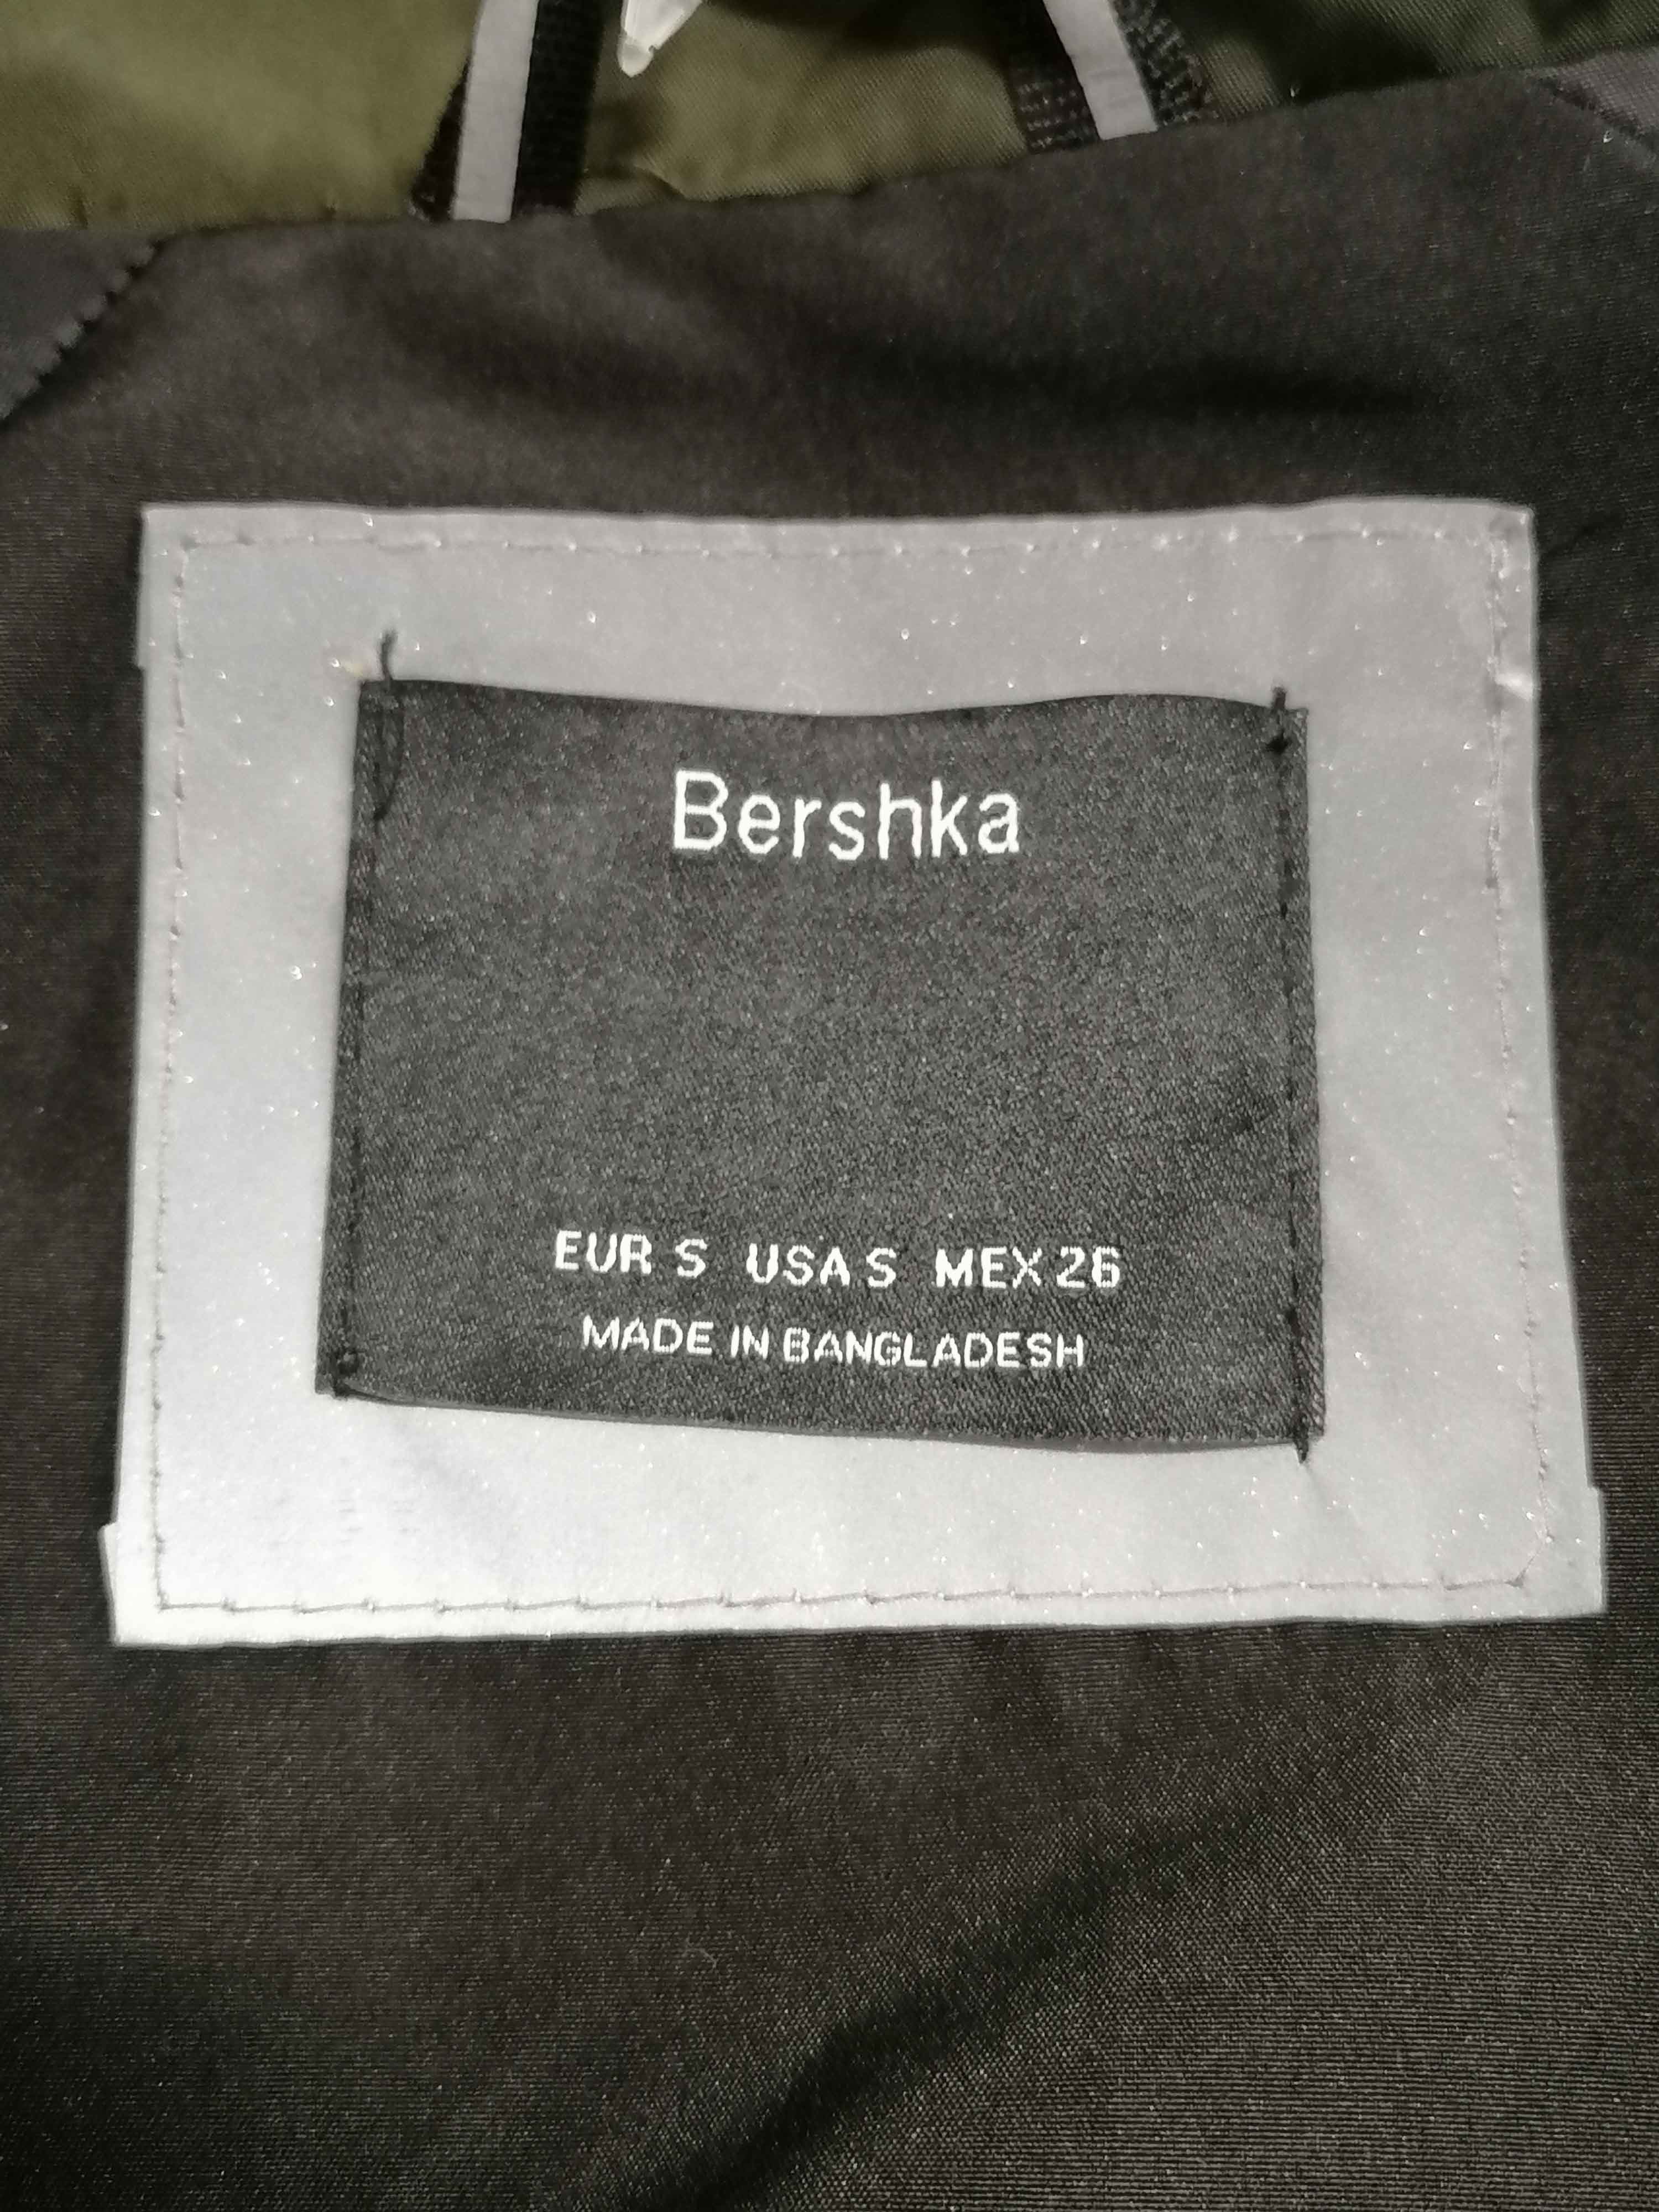 Bershka
EUR S USA S MEX 26
MADE IN BANGLADESH